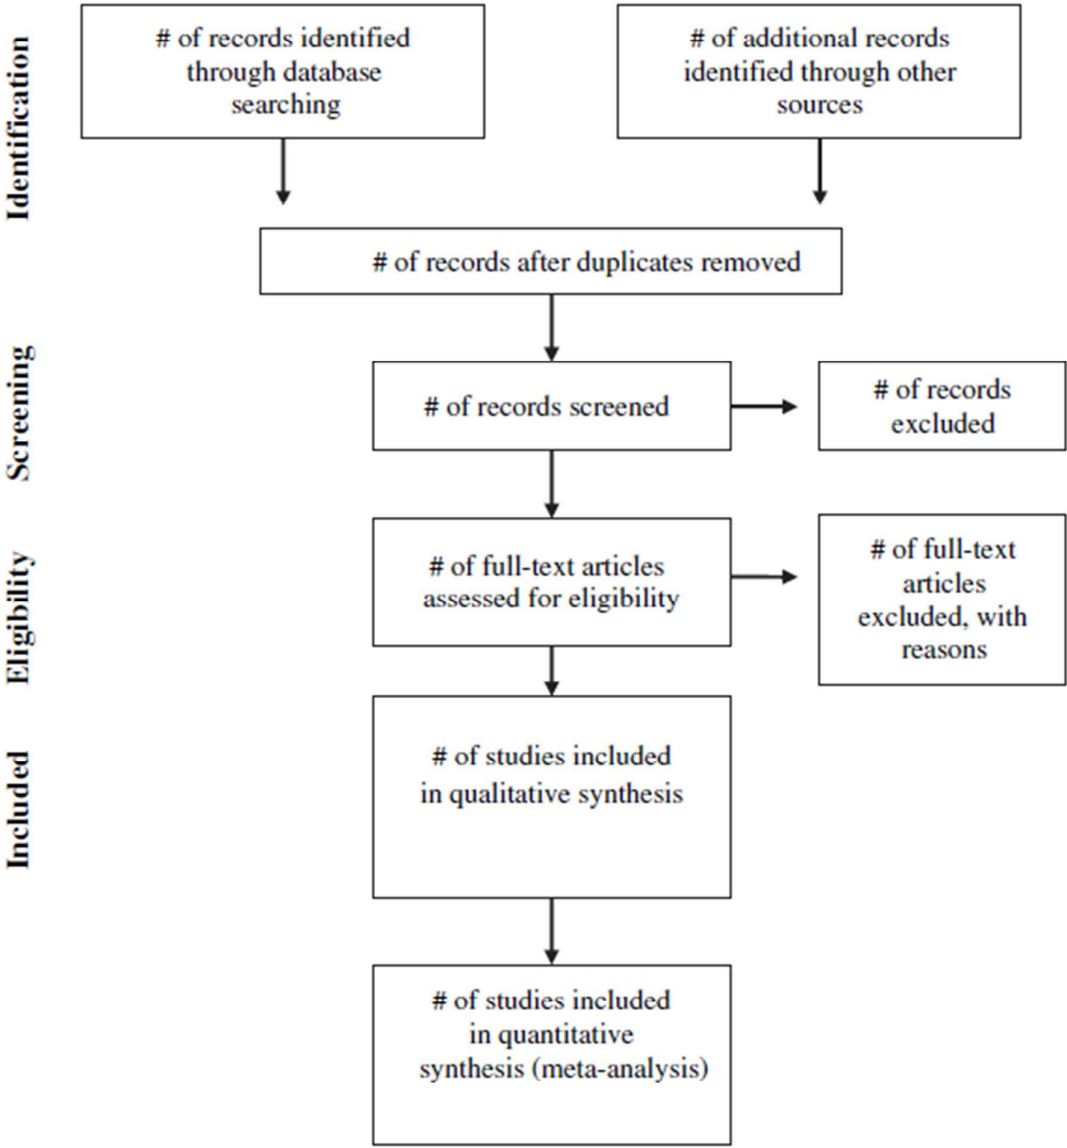 Identification
# of records identified
through database
searching
# of additional records
identified through other
sources
# of records after duplicates removed
Screening
# of records screened
# of records
excluded
Eligibility
# of full-text articles
assessed for eligibility
# of full-text
articles
excluded, with
reasons
Included
# of studies included
in qualitative synthesis
# of studies included
in quantitative
synthesis (meta-analysis)